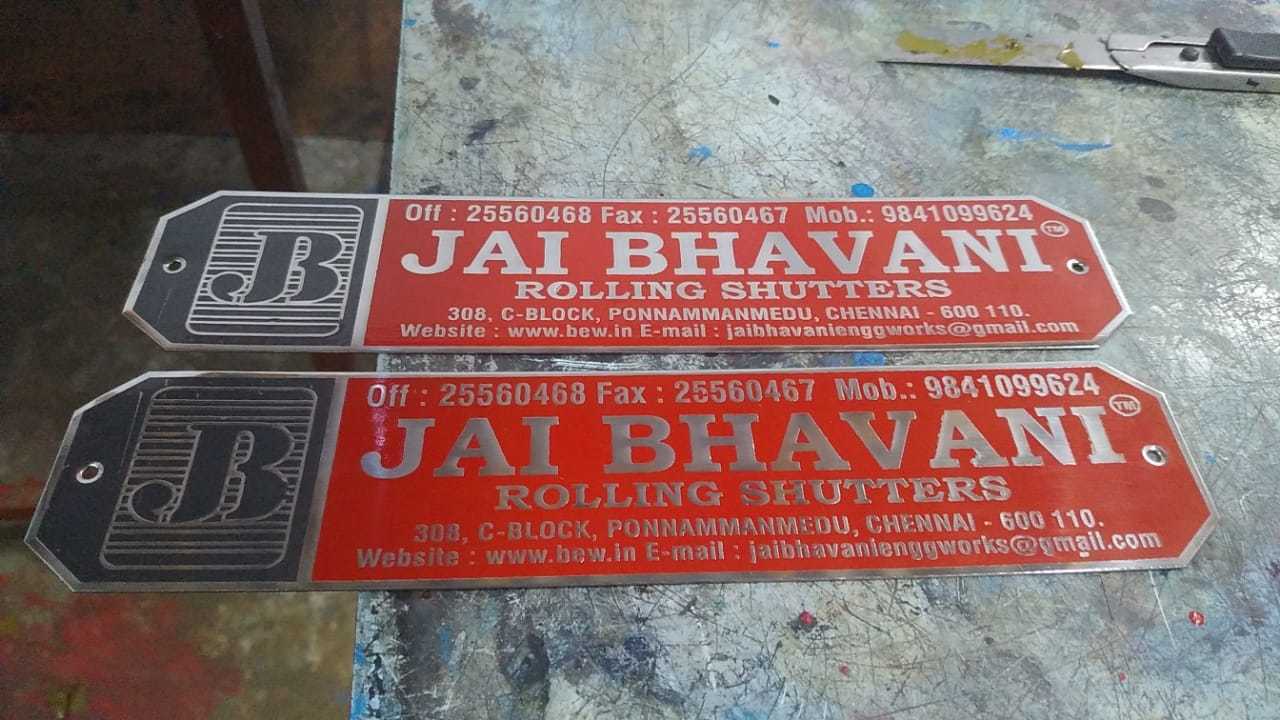 JB
Off : 25560468 Fax : 25560467 Mob.: 9841099624
JAI BHAVANI TM
ROLLING SHUTTERS
308, C-BLOCK, PONNAMMANMEDU, CHENNAI - 600 110.
Website : www.bew.in E-mail : jaibhavanienggworks@gmail.com
JB
Off : 25560468 Fax : 25560467 Mob.: 9841099624
JAI BHAVANI TM
ROLLING SHUTTERS
308, C-BLOCK, PONNAMMANMEDU, CHENNAI - 600 110.
Website : www.bew.in E-mail : jaibhavanienggworks@gmail.com